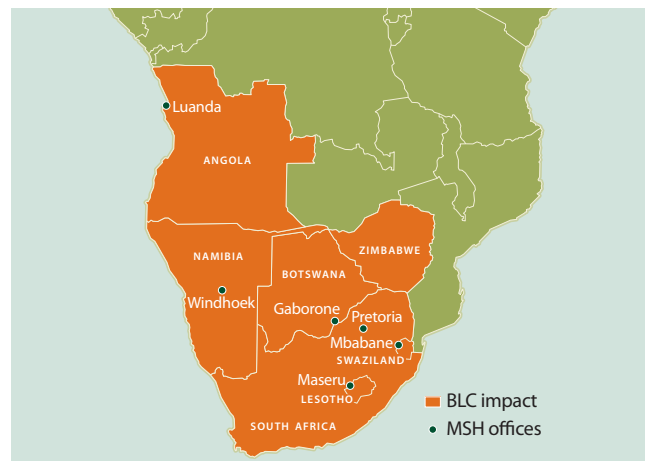 Luanda
ANGOLA
ZIMBABWE
NAMIBIA
BOTSWANA
Windhoek
Gaborone
Pretoria
Mbabane
SWAZILAND
Maseru
LESOTHO
SOUTH AFRICA
BLC impact
MSH offices